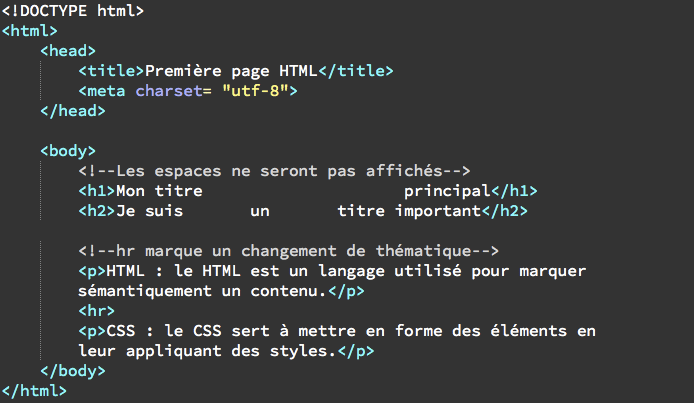 <!DOCTYPE html>
<html>
    <head>
        <title>Première page HTML</title>
        <meta charset= "utf-8">
    </head>

    <body>
        <!--Les espaces ne seront pas affichés-->
        <h1>Mon titre                     principal</h1>
        <h2>Je suis       un       titre important</h2>

        <!--hr marque un changement de thématique-->
        <p>HTML : le HTML est un langage utilisé pour marquer
        sémantiquement un contenu.</p>
        <hr>
        <p>CSS : le CSS sert à mettre en forme des éléments en
        leur appliquant des styles.</p>
    </body>
</html>